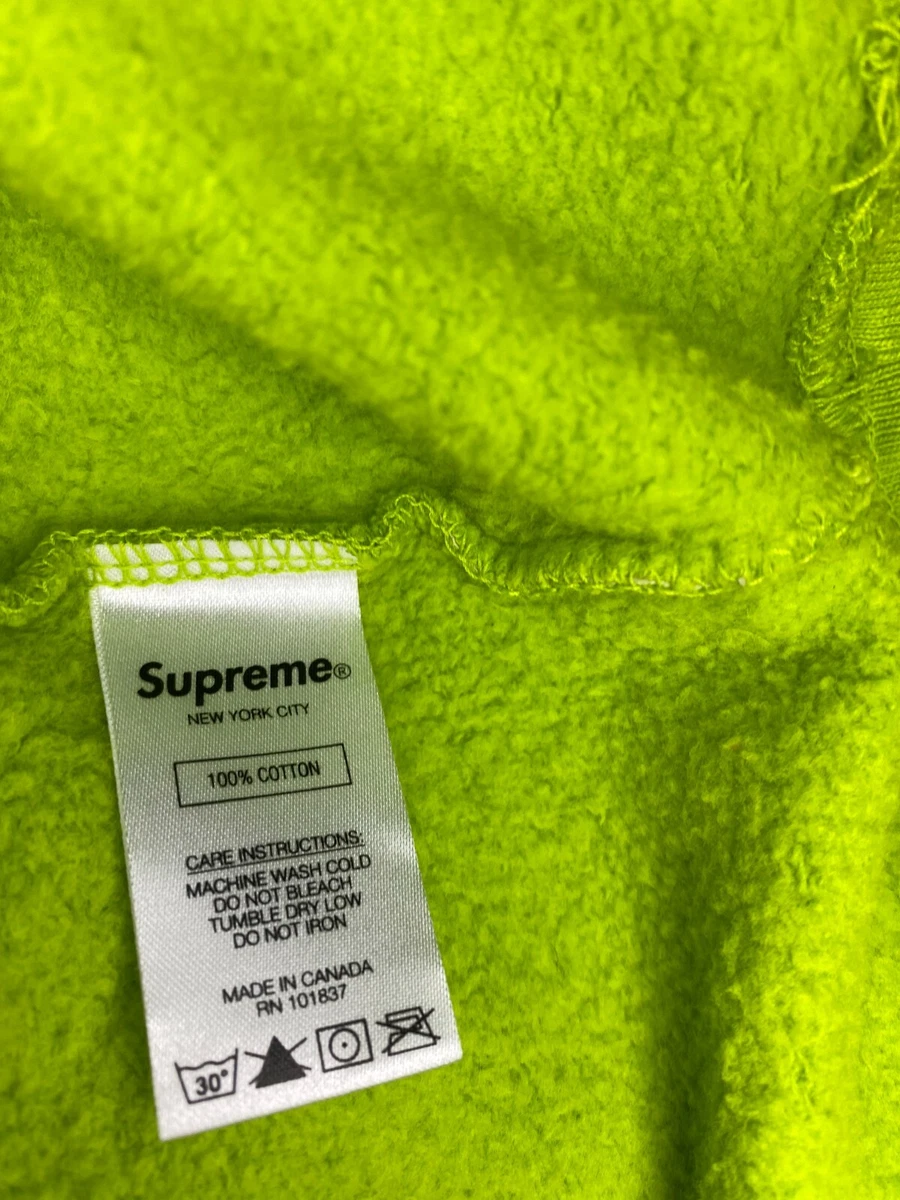 Supreme®
NEW YORK CITY
100% COTTON
CARE INSTRUCTIONS:
MACHINE WASH COLD
DO NOT BLEACH
TUMBLE DRY LOW
DO NOT IRON
MADE IN CANADA
RN 101837
30°